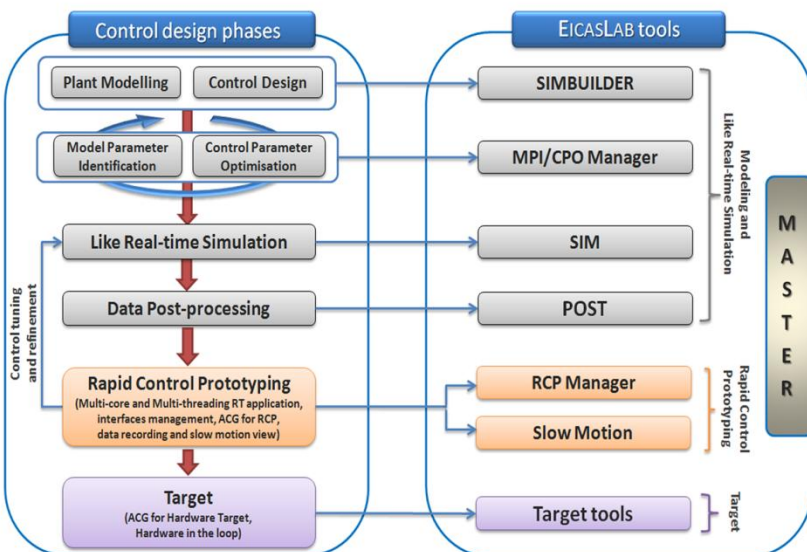 Control design phases
EICASLAB tools
Plant Modelling
Control Design
SIMBUILDER
Model Parameter
Identification
Control Parameter
Optimisation
MPI/CPO Manager
Modeling and
Like Real-time Simulation
Like Real-time Simulation
SIM
Data Post-processing
POST
Control tuning
and refinement
Rapid Control Prototyping
(Multi-core and Multi-threading RT application,
interfaces management, ACG for RCP,
data recording and slow motion view)
RCP Manager
Slow Motion
Rapid Control
Prototyping
Target
(ACG for Hardware Target,
Hardware in the loop)
Target tools
Target
M
A
S
T
E
R